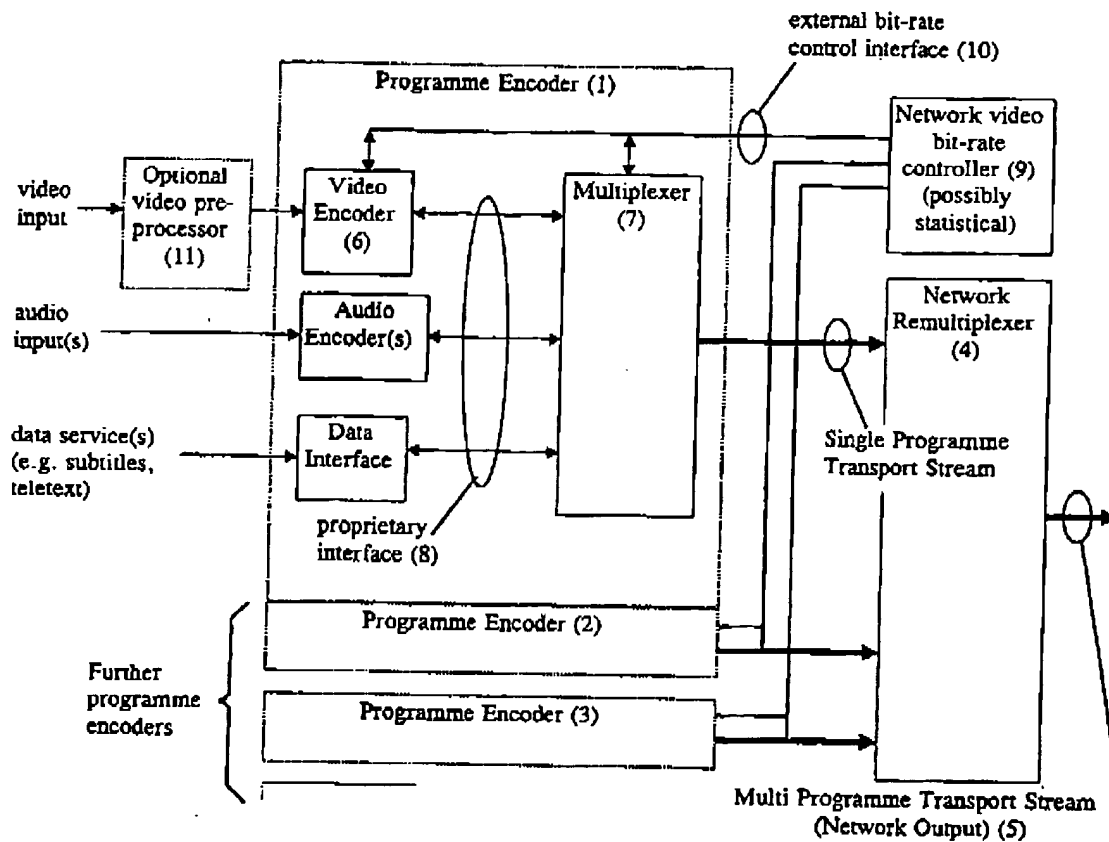 external bit-rate
control interface (10)
Programme Encoder (1)
Network video
bit-rate
controller (9)
(possibly
statistical)
video
input
Optional
video pre-
processor
(11)
Video
Encoder
(6)
Multiplexer
(7)
audio
input(s)
Audio
Encoder(s)
Network
Remultiplexer
(4)
data service(s)
(e.g. subtitles,
teletext)
Data
Interface
Single Programme
Transport Stream
proprietary
interface (8)
Programme Encoder (2)
Further
programme
encoders
Programme Encoder (3)
Multi Programme Transport Stream
(Network Output) (5)